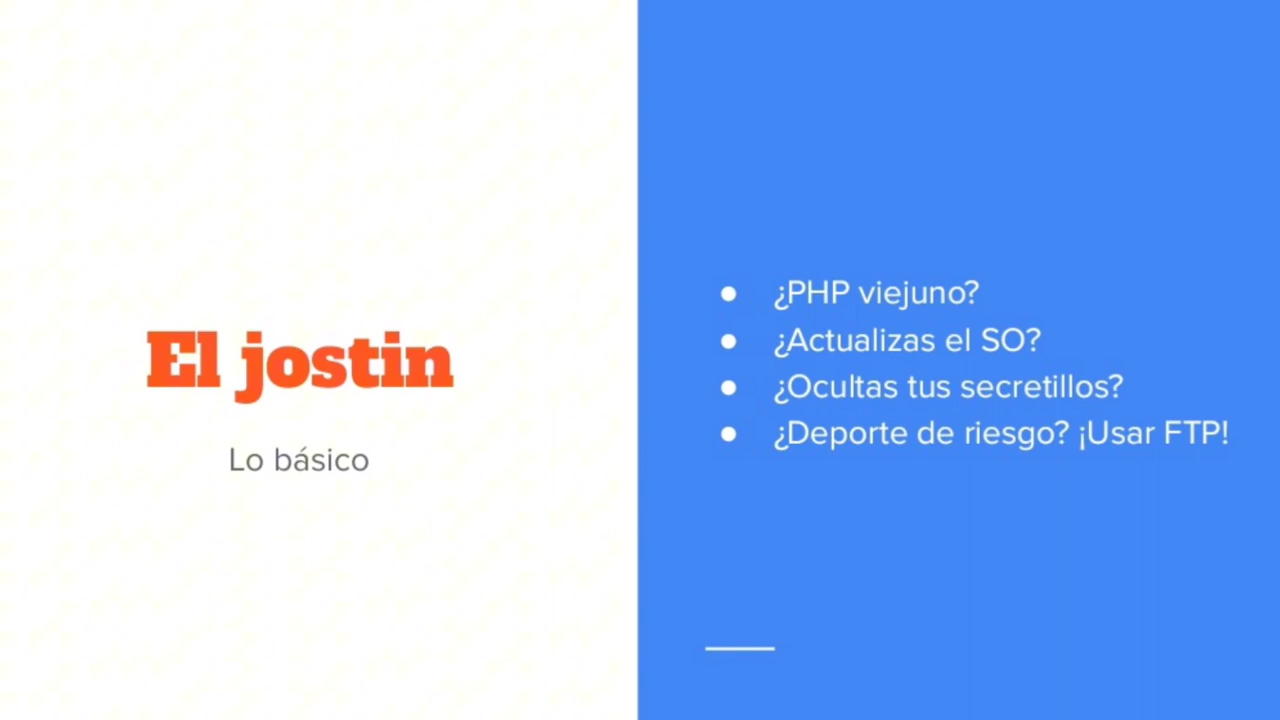 El jostin
Lo básico
● ¿PHP viejuno?
● ¿Actualizas el SO?
● ¿Ocultas tus secretillos?
● ¿Deporte de riesgo? ¡Usar FTP!